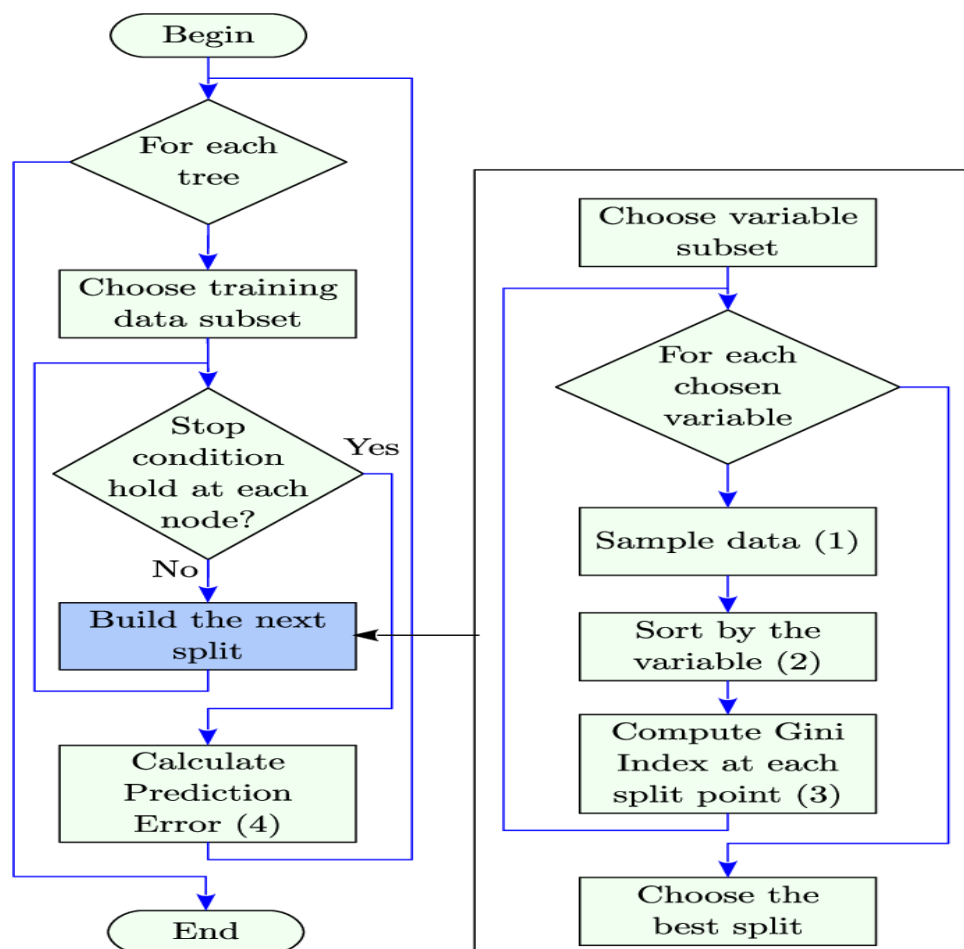 Begin
For each
tree
Choose training
data subset
Stop
condition
hold at each
node?
Yes
No
Build the next
split
Calculate
Prediction
Error (4)
End
Choose variable
subset
For each
chosen
variable
Sample data (1)
Sort by the
variable (2)
Compute Gini
Index at each
split point (3)
Choose the
best split